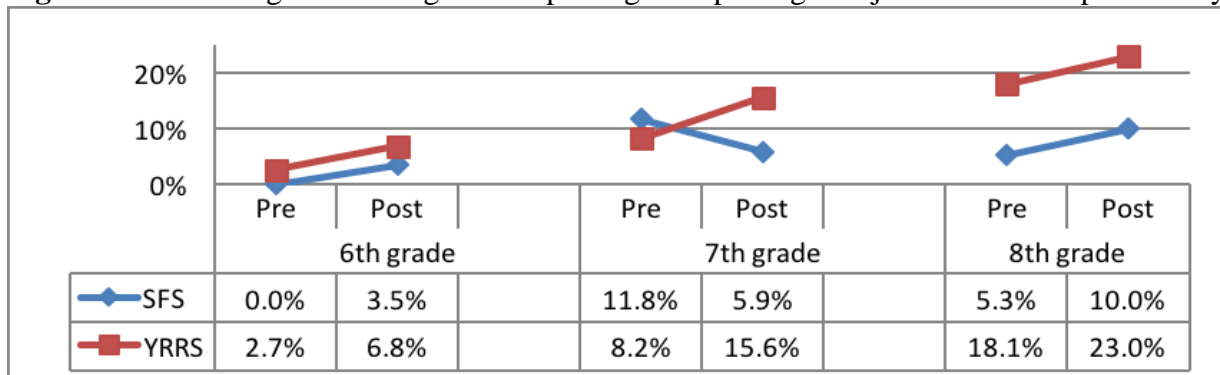 20%
10%
0%
Pre Post Pre Post Pre Post
6th grade 7th grade 8th grade
SFS 0.0% 3.5% 11.8% 5.9% 5.3% 10.0%
YRRS 2.7% 6.8% 8.2% 15.6% 18.1% 23.0%